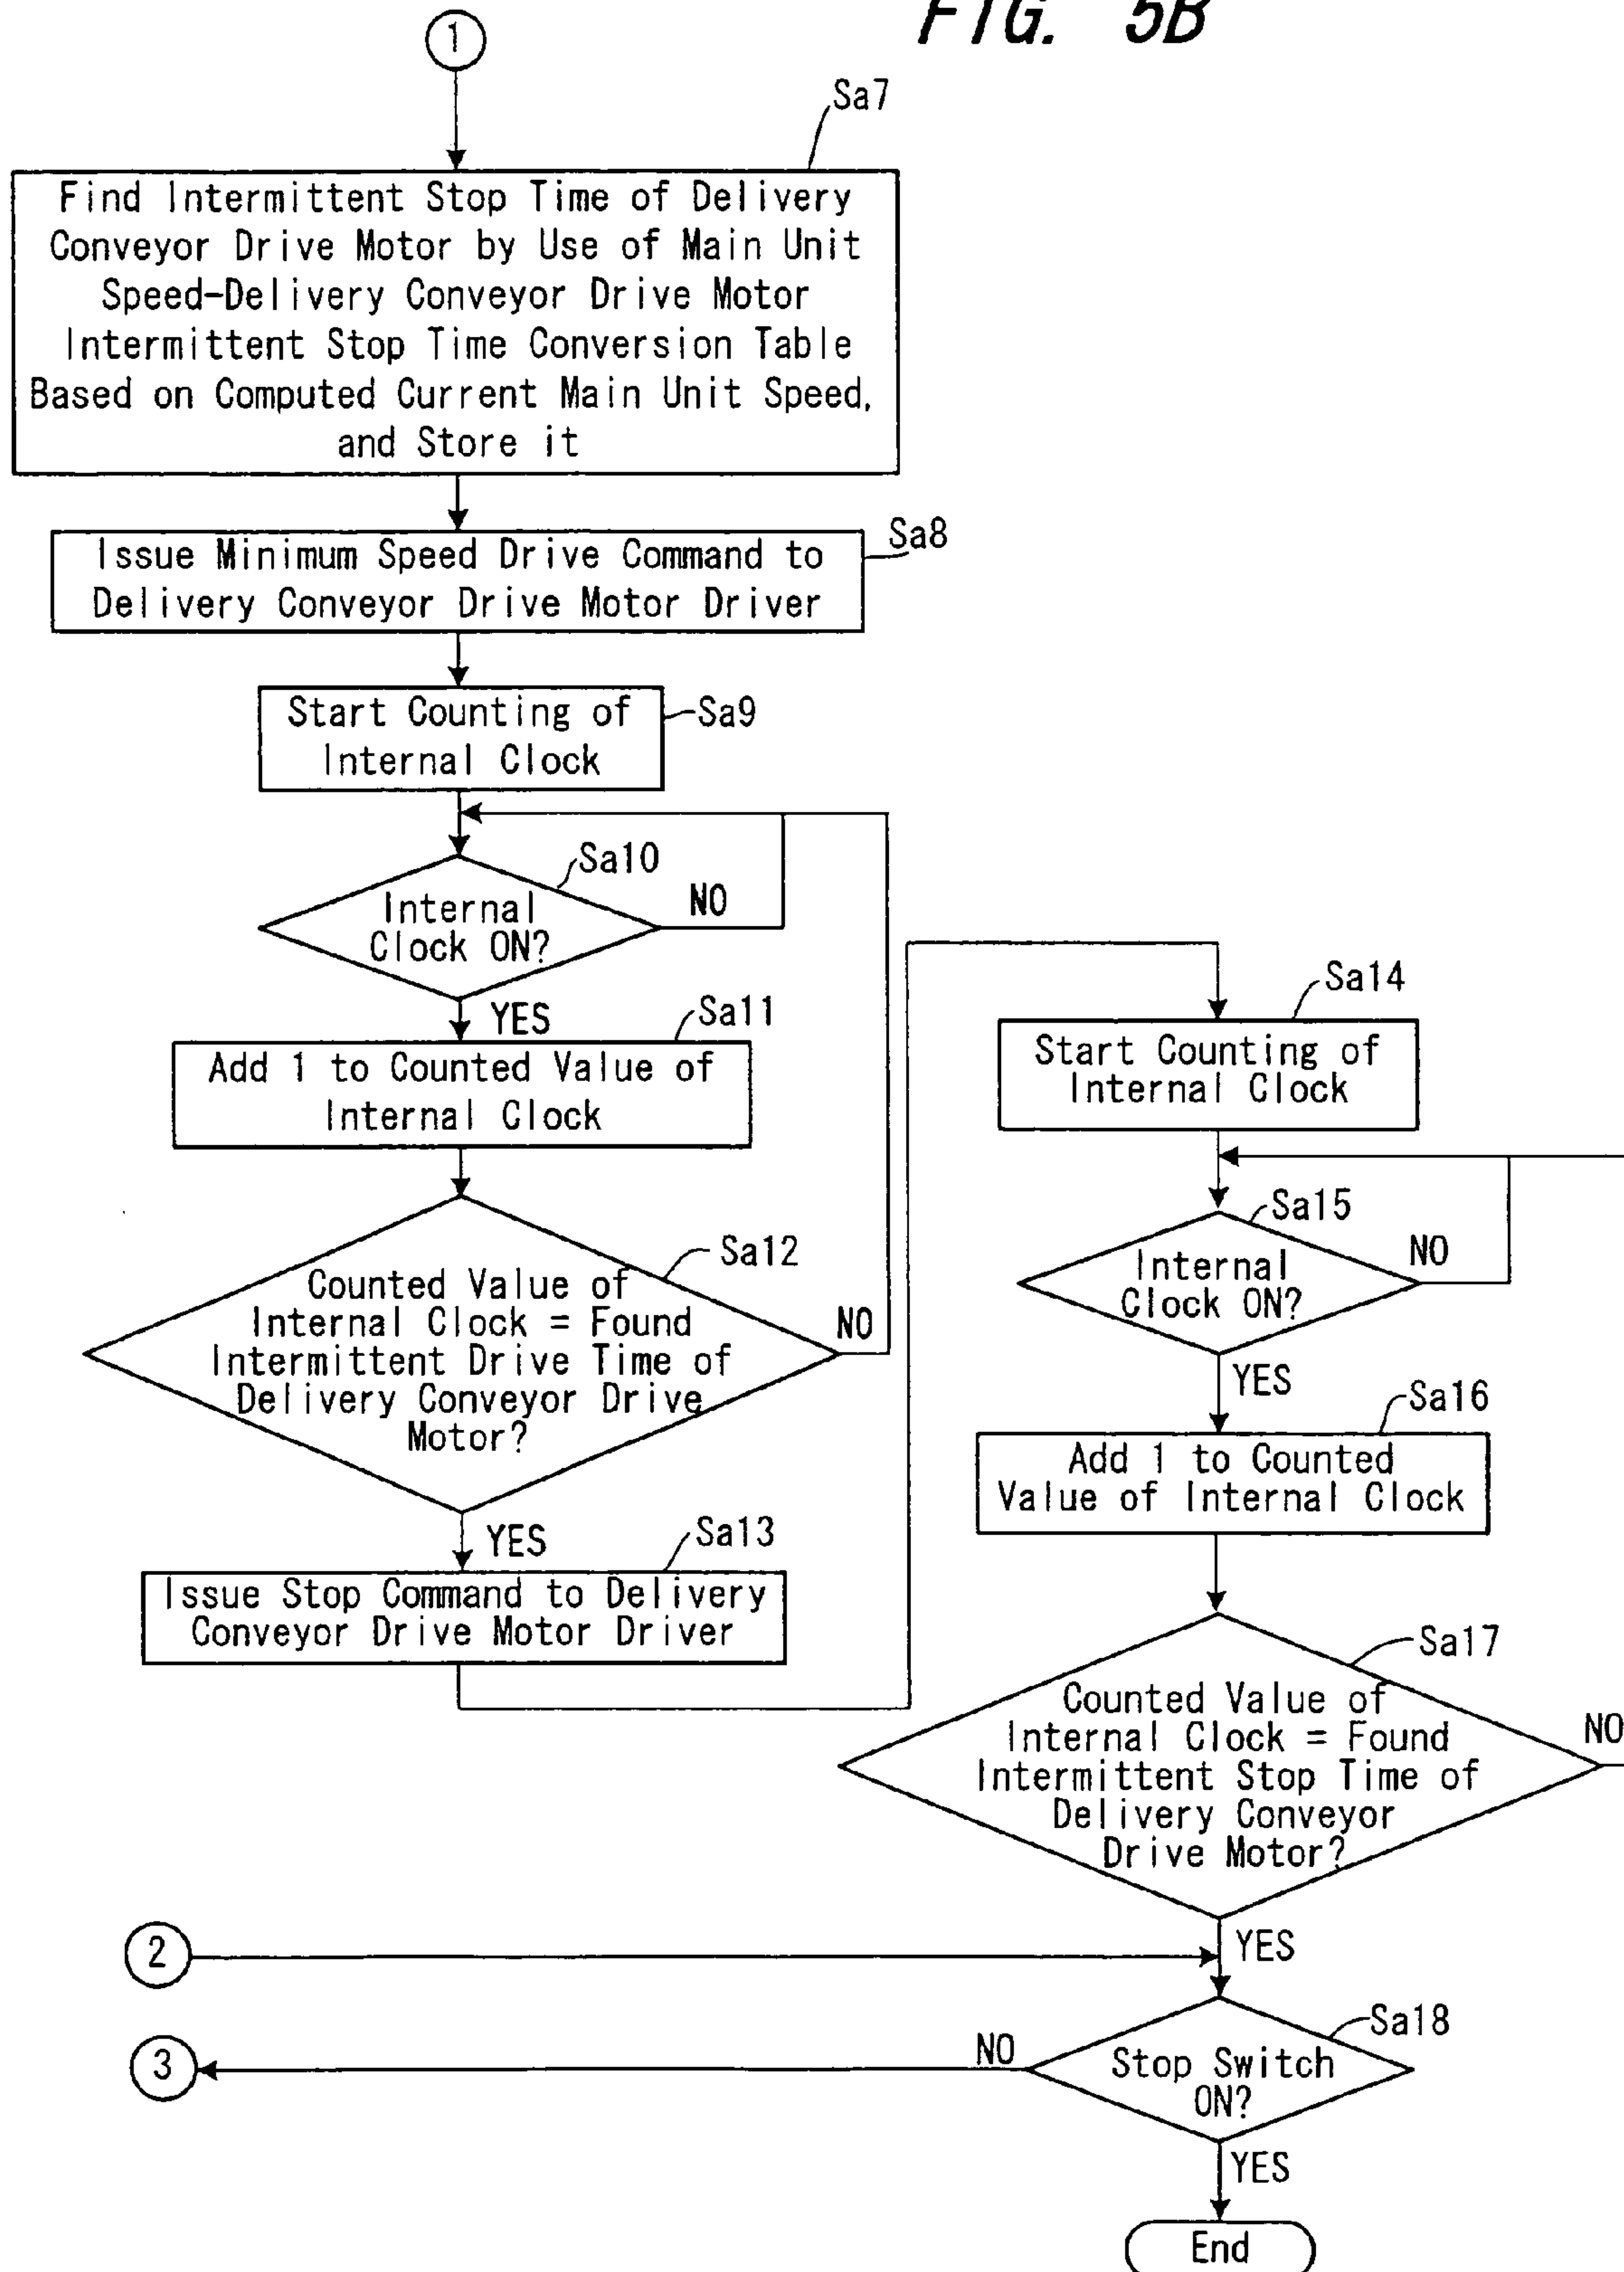 FIG. 5B
1
Sa7
Find Intermittent Stop Time of Delivery
Conveyor Drive Motor by Use of Main Unit
Speed-Delivery Conveyor Drive Motor
Intermittent Stop Time Conversion Table
Based on Computed Current Main Unit Speed,
and Store it
Sa8
Issue Minimum Speed Drive Command to
Delivery Conveyor Drive Motor Driver
Sa9
Start Counting of
Internal Clock
Sa10
Internal
Clock ON?
NO
YES
Sa11
Add 1 to Counted Value of
Internal Clock
Sa12
Counted Value of
Internal Clock = Found
Intermittent Drive Time of
Delivery Conveyor Drive
Motor?
NO
YES
Sa13
Issue Stop Command to Delivery
Conveyor Drive Motor Driver
Sa14
Start Counting of
Internal Clock
Sa15
Internal
Clock ON?
NO
YES
Sa16
Add 1 to Counted
Value of Internal Clock
Sa17
Counted Value of
Internal Clock = Found
Intermittent Stop Time of
Delivery Conveyor
Drive Motor?
NO
YES
2
Sa18
Stop Switch
ON?
NO
3
YES
End